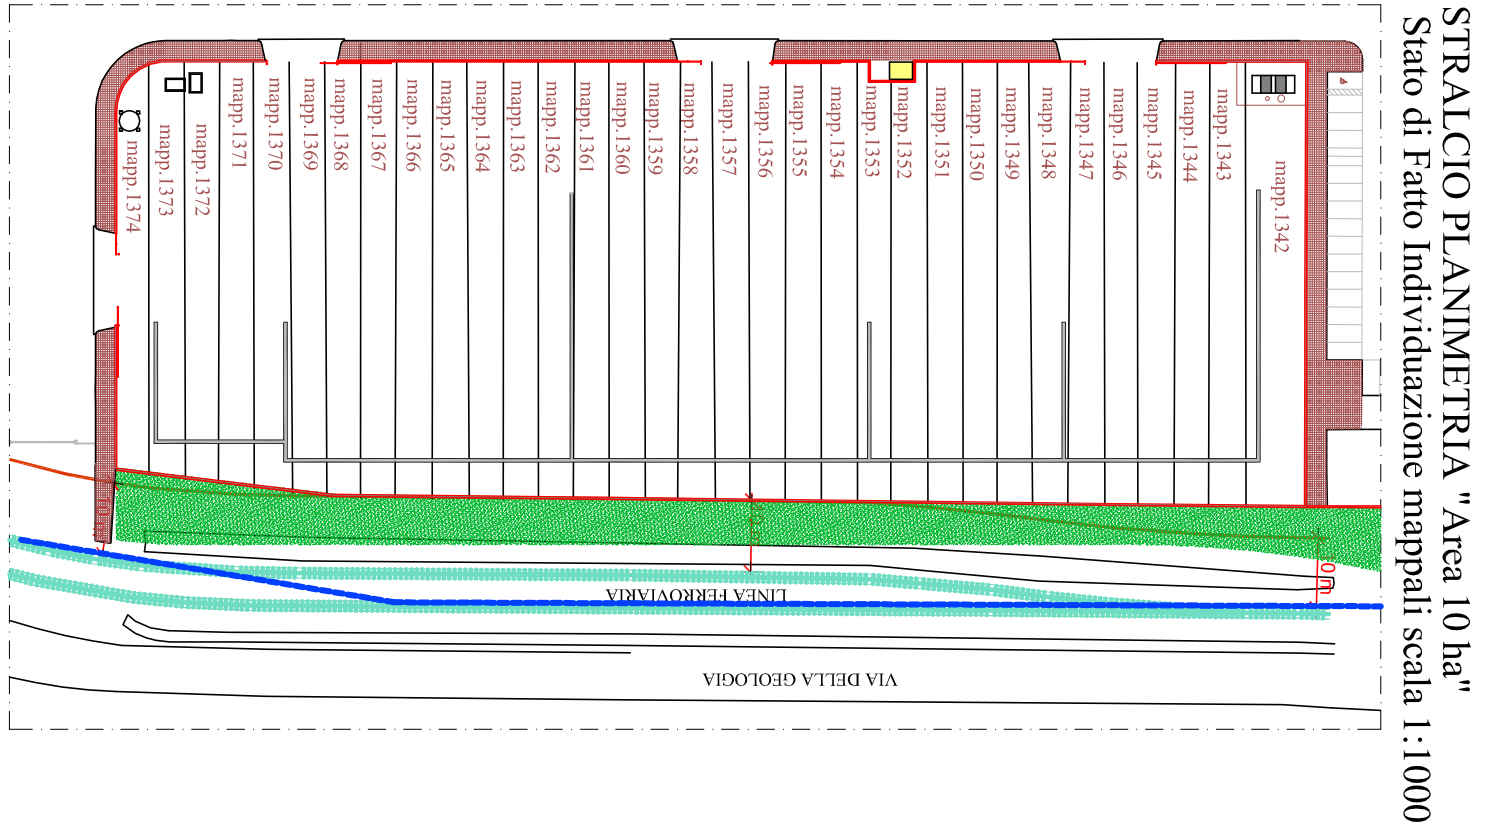 STRALCIO PLANIMETRIA "Area 10 ha"
Stato di Fatto Individuazione mappali scala 1:1000
mapp.1374
mapp.1373
mapp.1372
mapp.1371
mapp.1370
mapp.1369
mapp.1368
mapp.1367
mapp.1366
mapp.1365
mapp.1364
mapp.1363
mapp.1362
mapp.1361
mapp.1360
mapp.1359
mapp.1358
mapp.1357
mapp.1356
mapp.1355
mapp.1354
mapp.1353
mapp.1352
mapp.1351
mapp.1350
mapp.1349
mapp.1348
mapp.1347
mapp.1346
mapp.1345
mapp.1344
mapp.1343
mapp.1342
10 m
LINEA FERROVIARIA
VIA DELLA GEOLOGIA